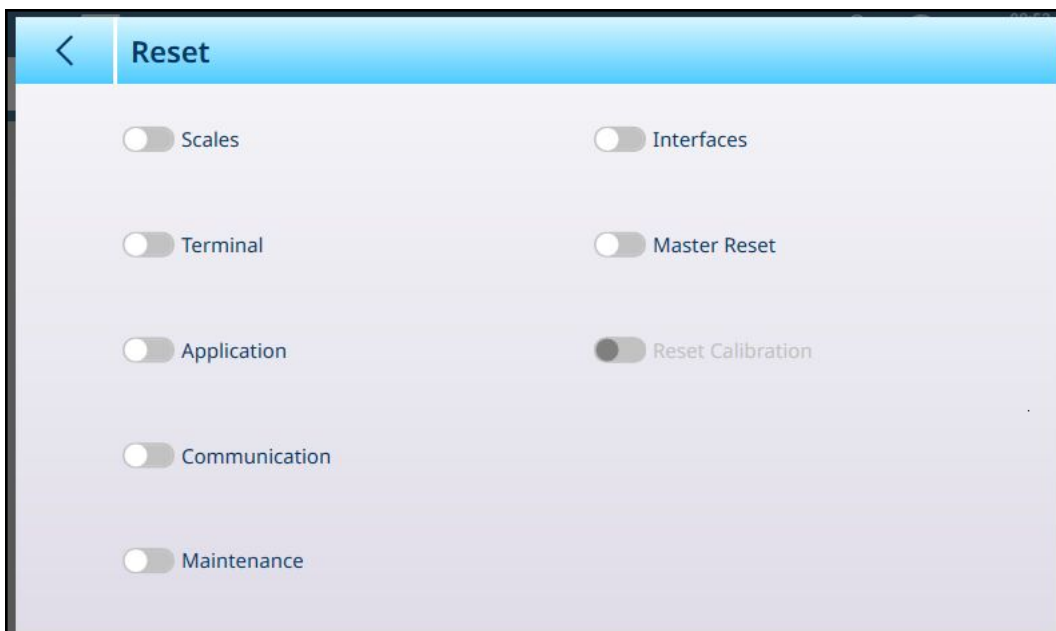 Reset
Scales
Interfaces
Terminal
Master Reset
Application
Reset Calibration
Communication
Maintenance